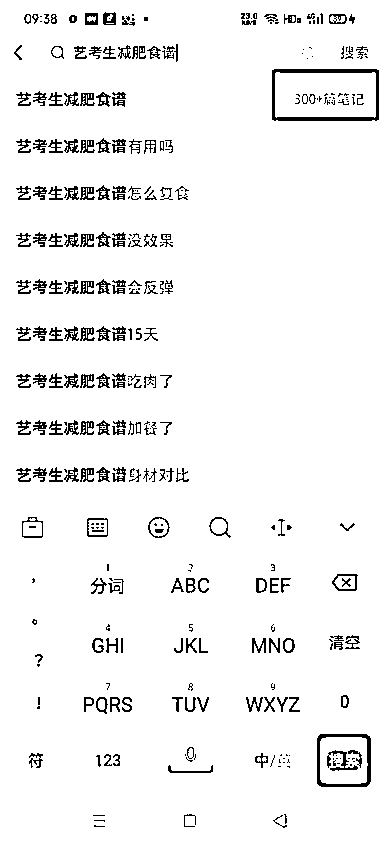 09:38
艺考生减肥食谱 搜索
艺考生减肥食谱 300+篇笔记
艺考生减肥食谱有用吗
艺考生减肥食谱怎么复食
艺考生减肥食谱没效果
艺考生减肥食谱会反弹
艺考生减肥食谱15天
艺考生减肥食谱吃肉了
艺考生减肥食谱加餐了
艺考生减肥食谱身材对比
， 1 分词 2 ABC 3 DEF
。 4 GHI 5 JKL 6 MNO 清空
？
！ 7 PQRS 8 TUV 9 WXYZ 0
符 123 中/英 搜索